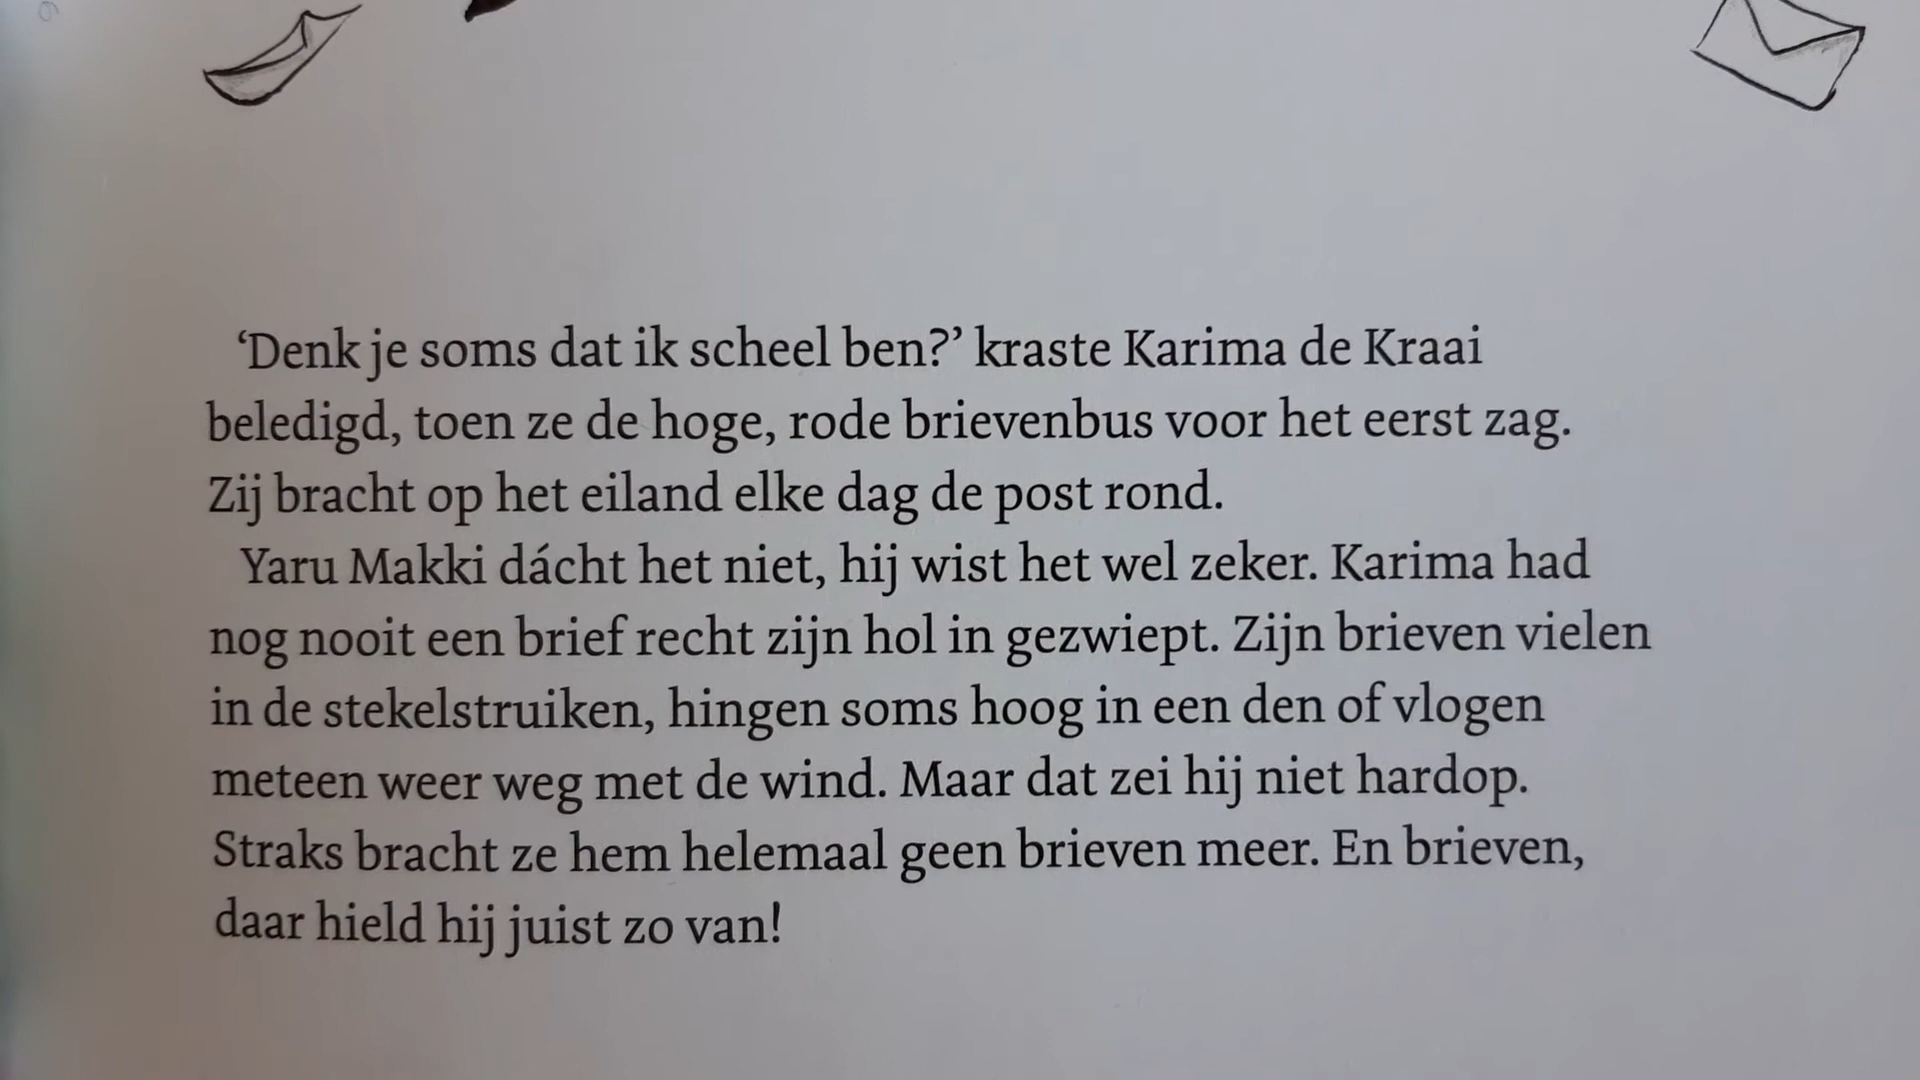 ‘Denk je soms dat ik scheel ben?’ kraste Karima de Kraai
beledigd, toen ze de hoge, rode brievenbus voor het eerst zag.
Zij bracht op het eiland elke dag de post rond.
Yaru Makki dácht het niet, hij wist het wel zeker. Karima had
nog nooit een brief recht zijn hol in gezwiept. Zijn brieven vielen
in de stekelstruiken, hingen soms hoog in een den of vlogen
meteen weer weg met de wind. Maar dat zei hij niet hardop.
Straks bracht ze hem helemaal geen brieven meer. En brieven,
daar hield hij juist zo van!